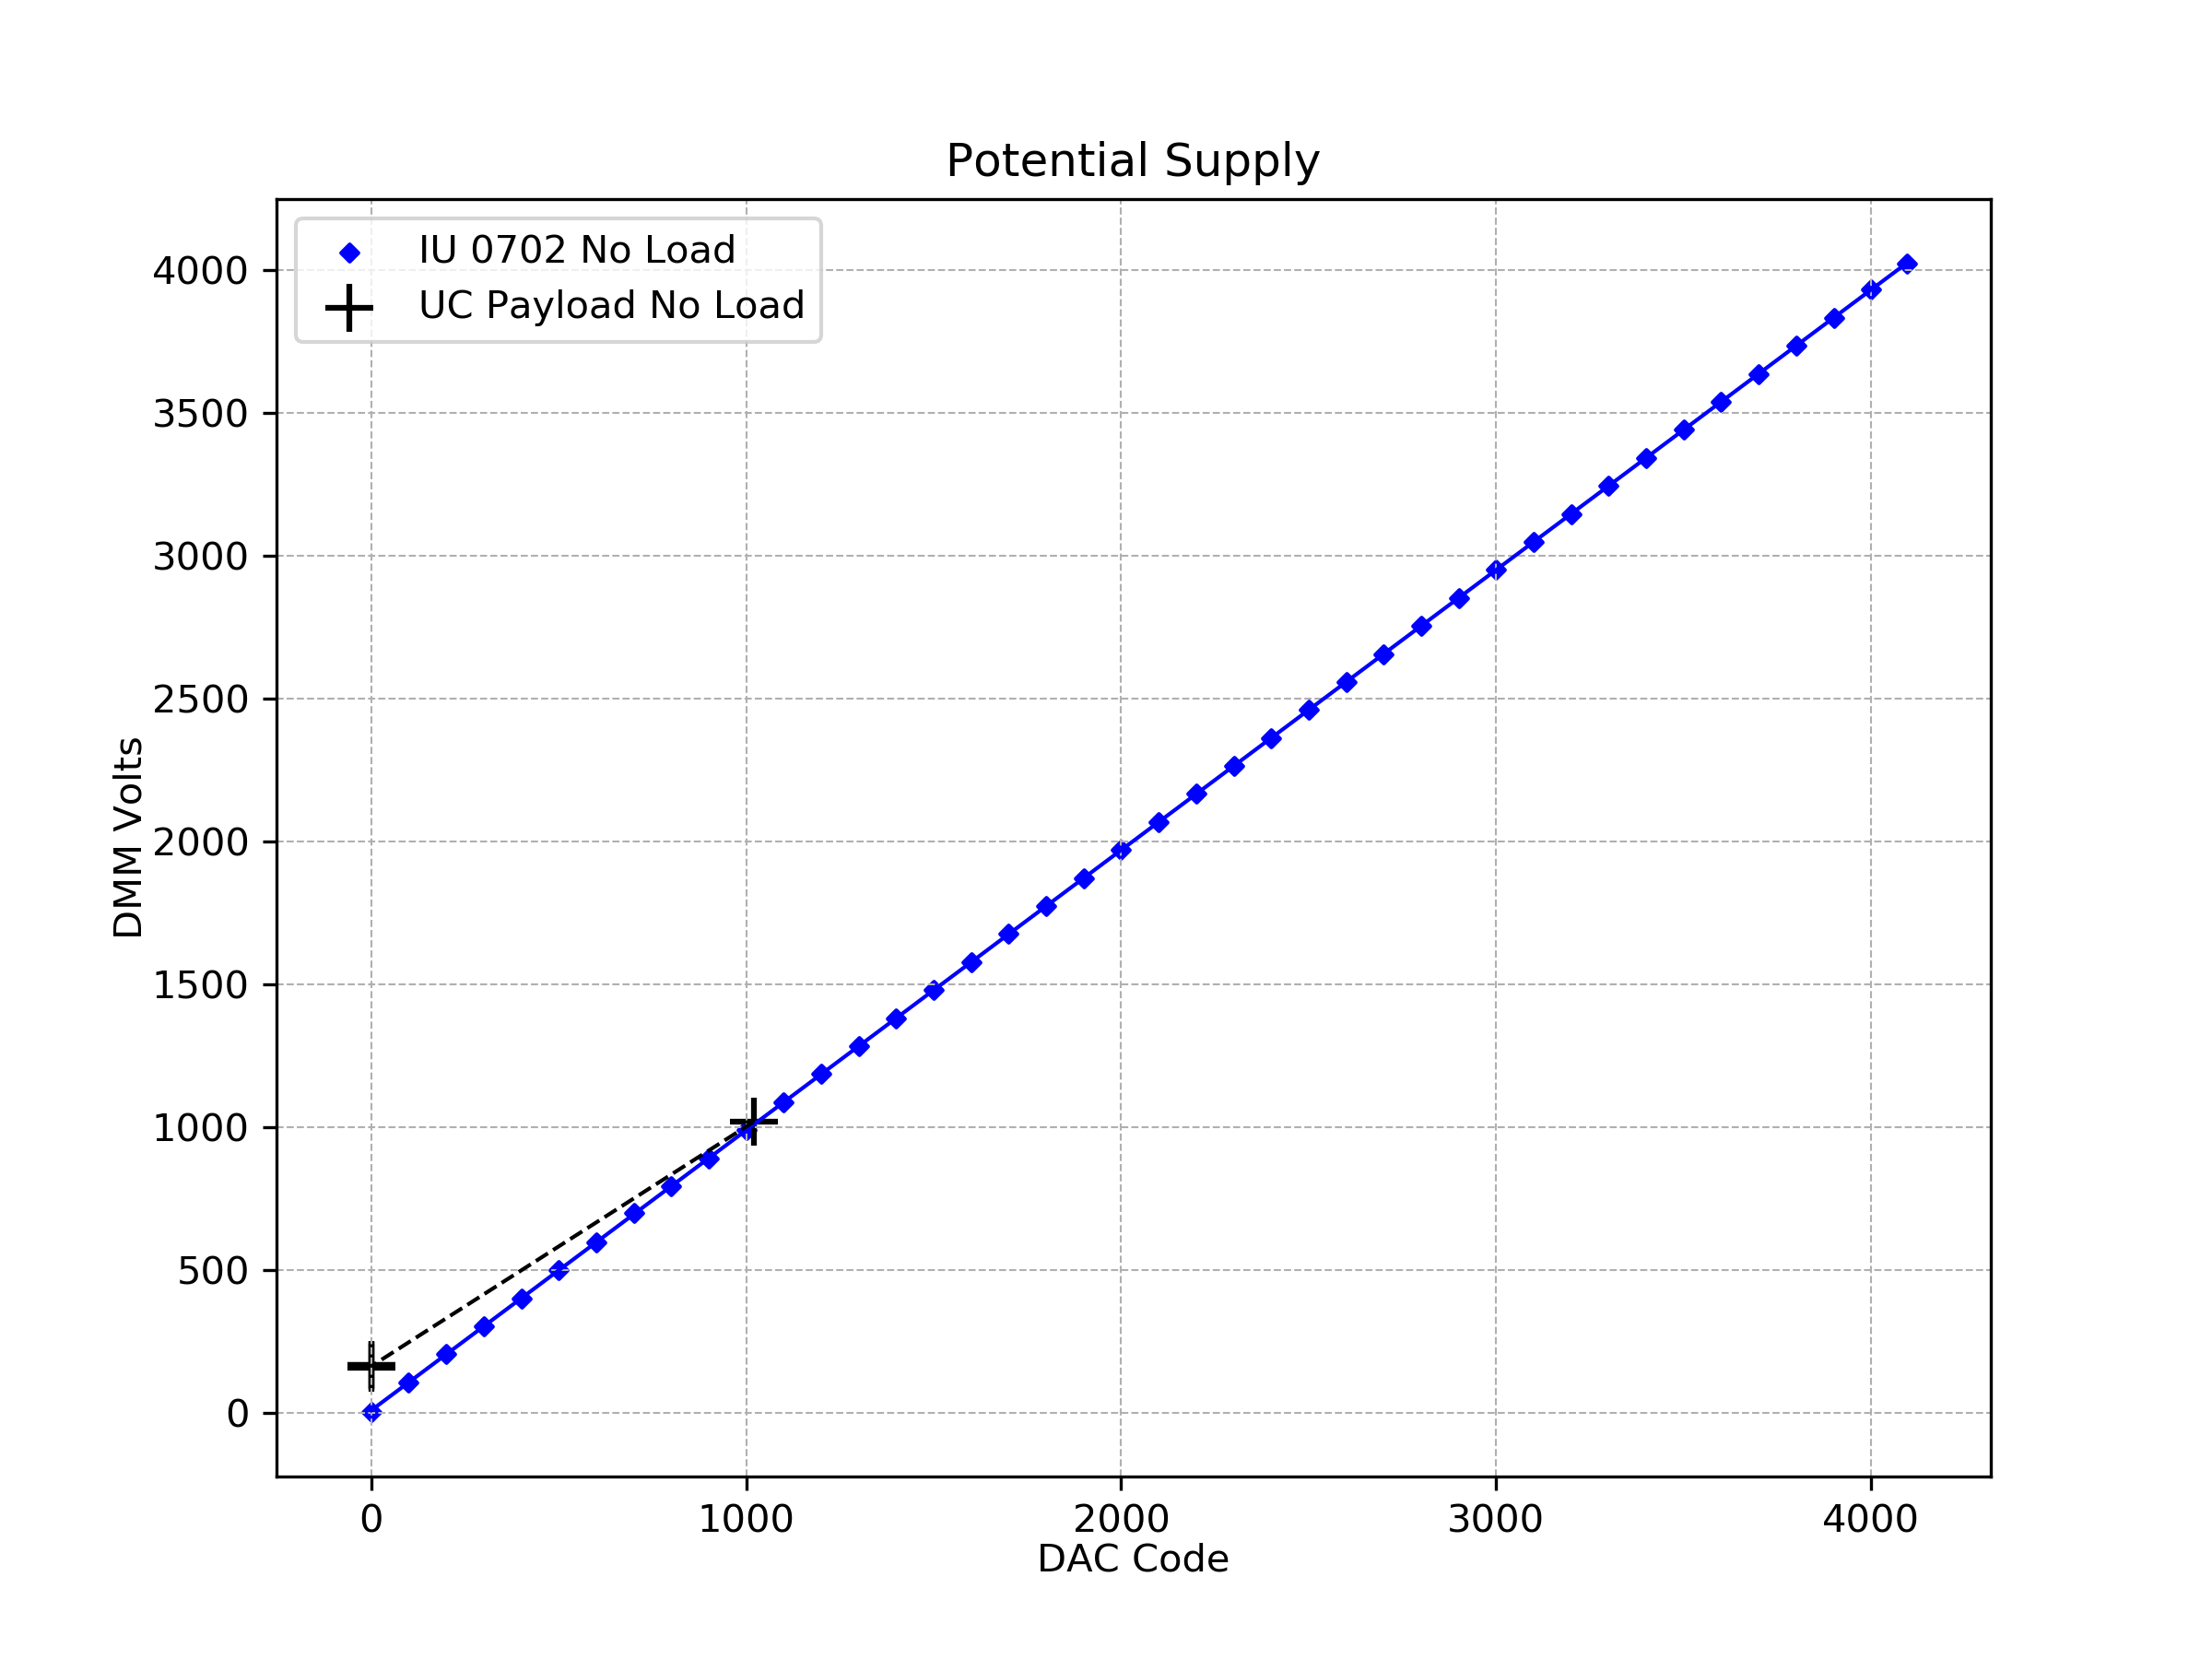 Potential Supply
IU 0702 No Load
UC Payload No Load
4000
3500
3000
2500
2000
1500
1000
500
0
DMM Volts
0 1000 2000 3000 4000
DAC Code